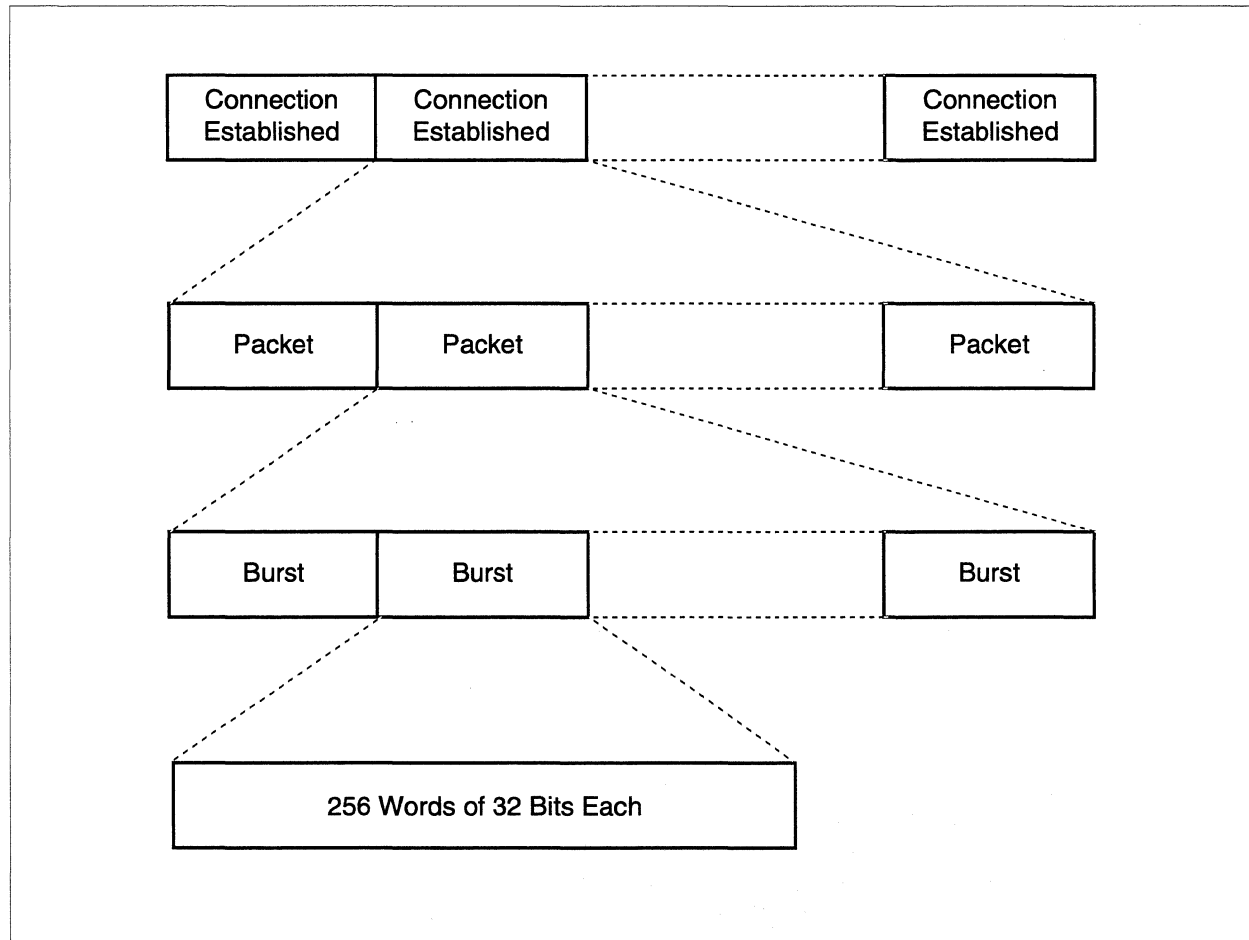 Connection
Established
Connection
Established
Connection
Established
Packet
Packet
Packet
Burst
Burst
Burst
256 Words of 32 Bits Each